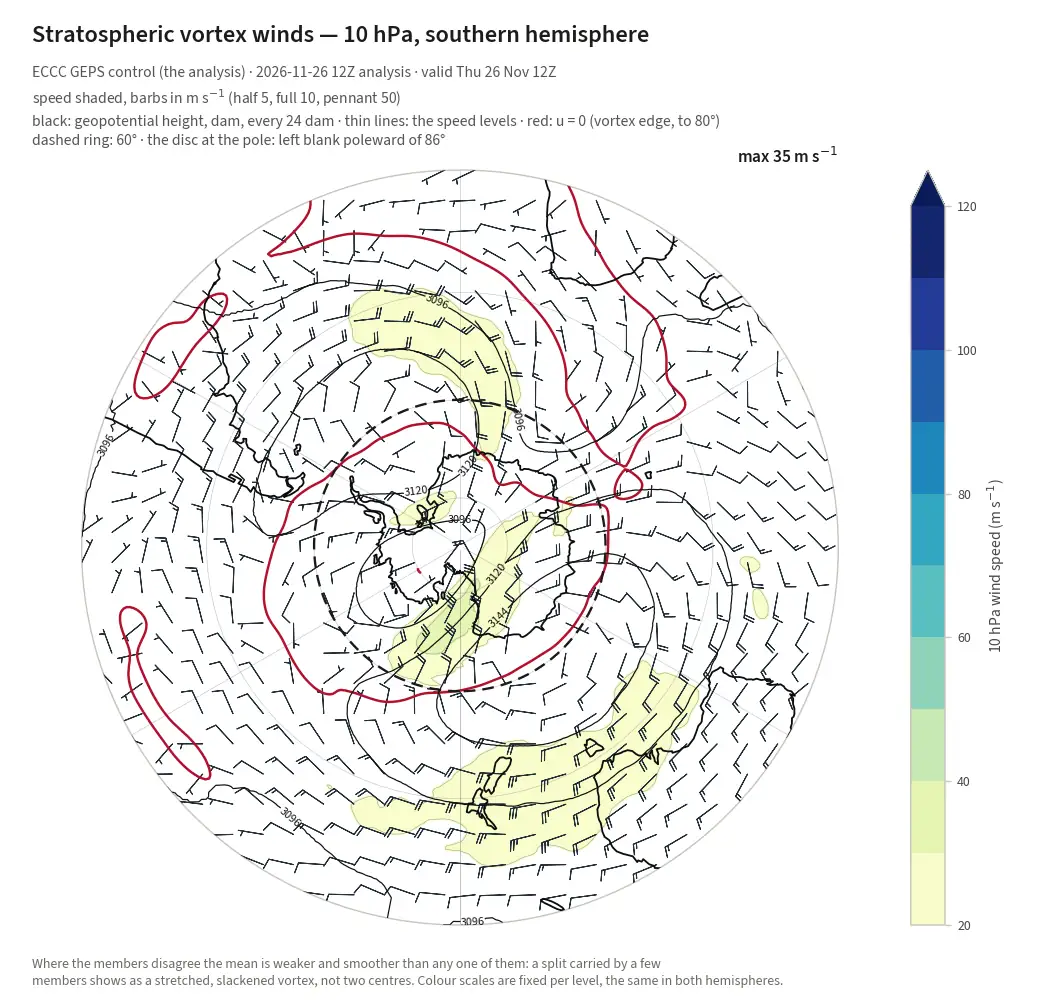 Stratospheric vortex winds — 10 hPa, southern hemisphere
ECCC GEPS control (the analysis) · 2026-11-26 12Z analysis · valid Thu 26 Nov 12Z
speed shaded, barbs in m s⁻¹ (half 5, full 10, pennant 50)
black: geopotential height, dam, every 24 dam · thin lines: the speed levels · red: u = 0 (vortex edge, to 80°)
dashed ring: 60° · the disc at the pole: left blank poleward of 86°
max 35 m s⁻¹
120
100
80
60
40
20
10 hPa wind speed (m s⁻¹)
3096
3096
3096
3120
3120
3096
3120
3144
3096
3096
Where the members disagree the mean is weaker and smoother than any one of them: a split carried by a few
members shows as a stretched, slackened vortex, not two centres. Colour scales are fixed per level, the same in both hemispheres.